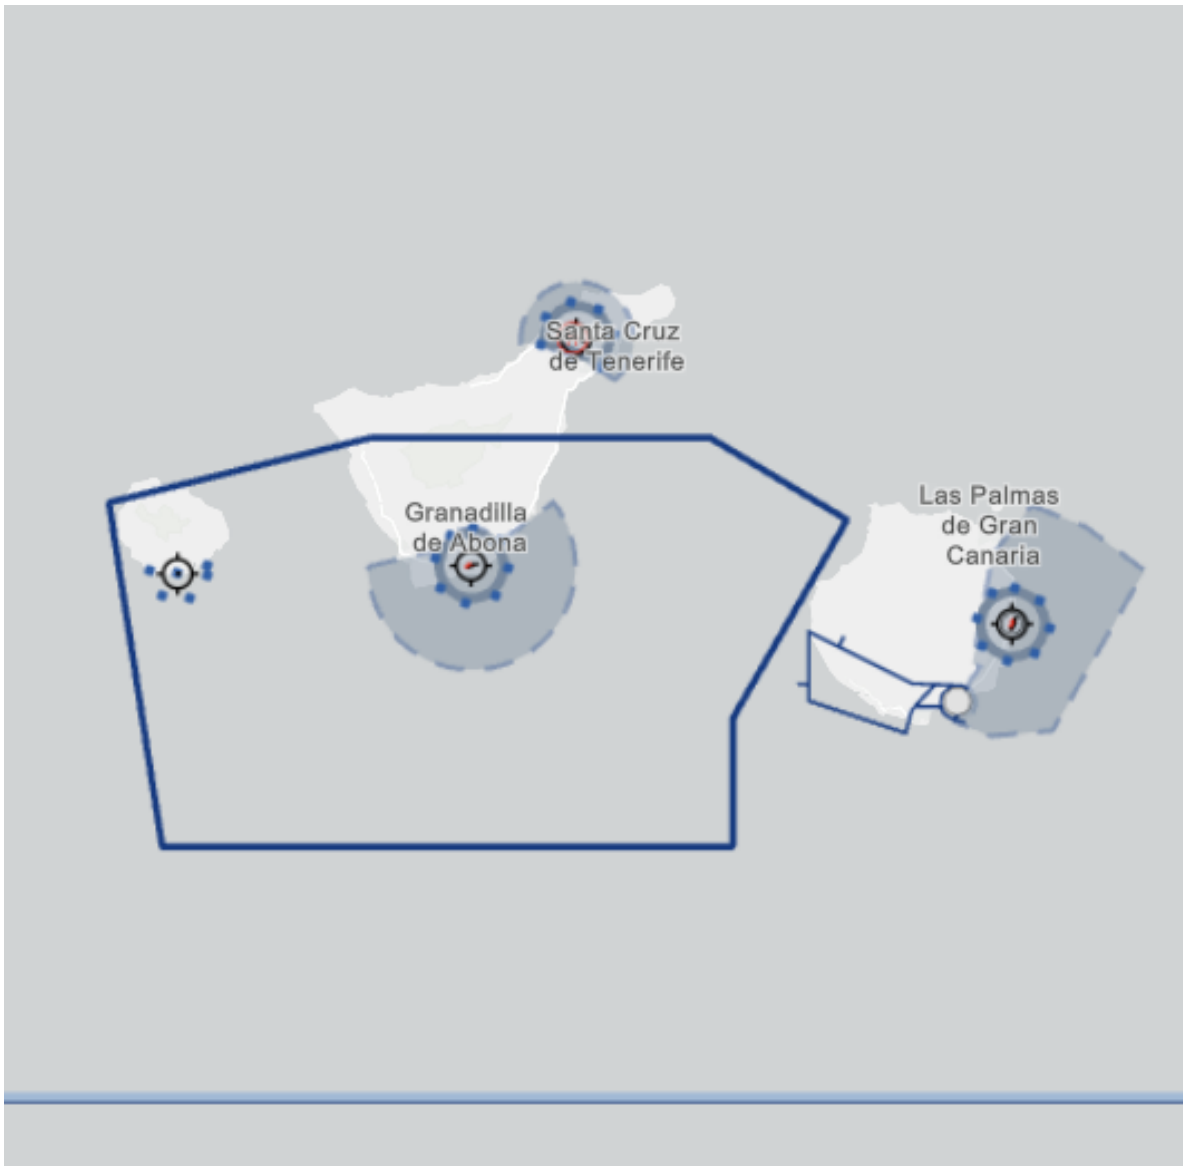 Santa Cruz
de Tenerife
Granadilla
de Abona
Las Palmas
de Gran
Canaria